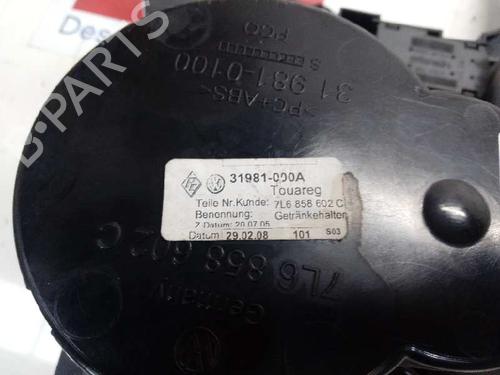 Des
PGO
S
31 981-0100
>PC+ABS<
31981-000A
Touareg
Teile Nr.Kunde: 7L6 858 602 C
Benennung: Getränkehalter
Z Datum: 20.07.05
Datum 29.02.08 101 S03
7L6 858 602 C
Germany